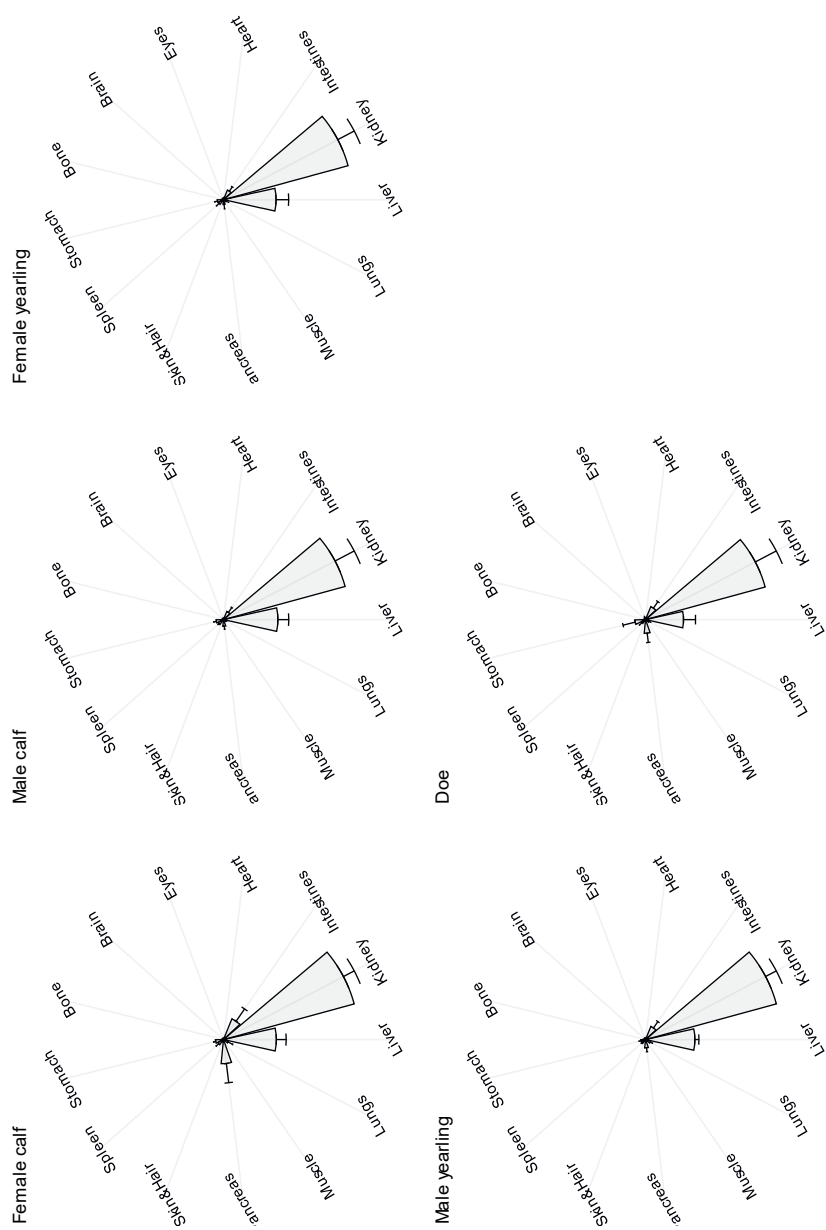 Female calf
Bone
Brain
Eyes
Heart
Intestines
Kidney
Liver
Lungs
Muscle
ancreas
Skin&Hair
Spleen
Stomach
Male calf
Bone
Brain
Eyes
Heart
Intestines
Kidney
Liver
Lungs
Muscle
ancreas
Skin&Hair
Spleen
Stomach
Female yearling
Bone
Brain
Eyes
Heart
Intestines
Kidney
Liver
Lungs
Muscle
ancreas
Skin&Hair
Spleen
Stomach
Male yearling
Bone
Brain
Eyes
Heart
Intestines
Kidney
Liver
Lungs
Muscle
ancreas
Skin&Hair
Spleen
Stomach
Doe
Bone
Brain
Eyes
Heart
Intestines
Kidney
Liver
Lungs
Muscle
ancreas
Skin&Hair
Spleen
Stomach